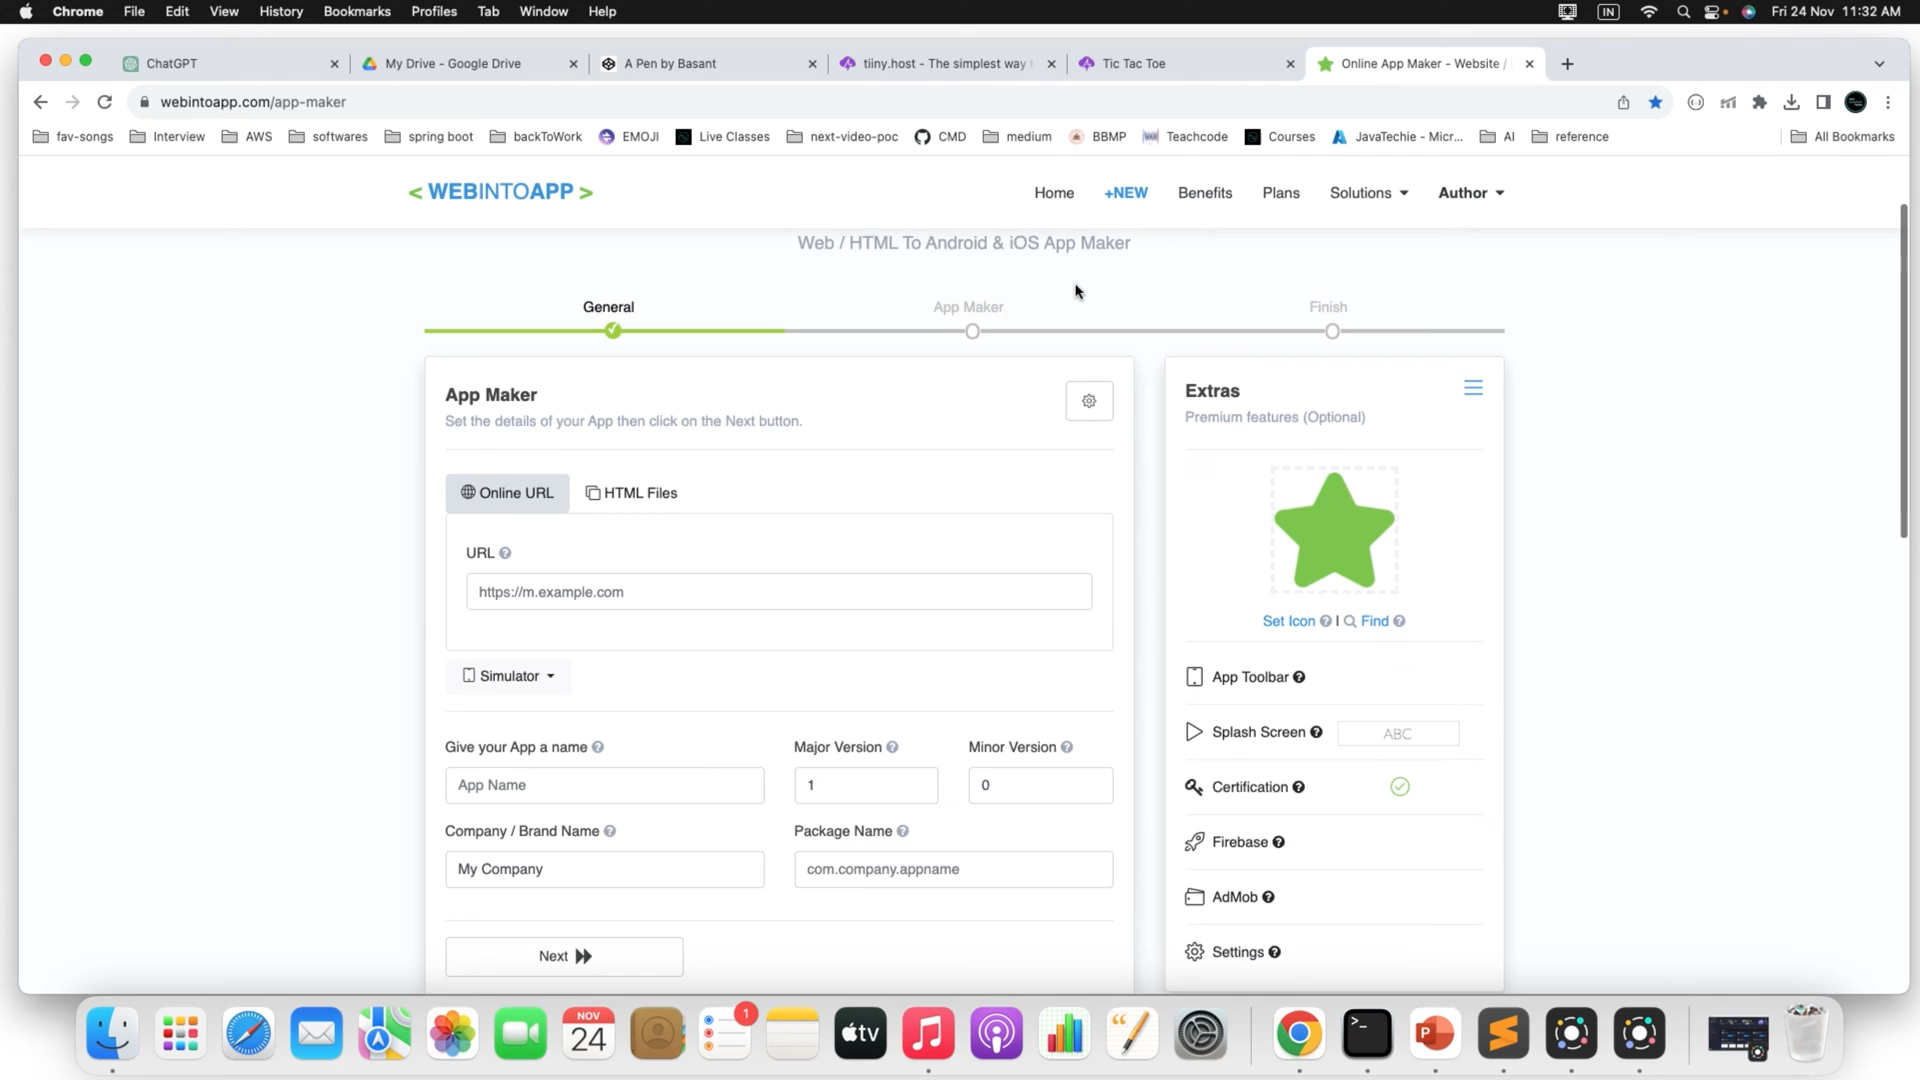 Chrome File Edit View History Bookmarks Profiles Tab Window Help IN Fri 24 Nov 11:32 AM
ChatGPT My Drive - Google Drive A Pen by Basant tiiny.host - The simplest way Tic Tac Toe Online App Maker - Website /
webintoapp.com/app-maker
fav-songs Interview AWS softwares spring boot backToWork EMOJI Live Classes next-video-poc CMD medium BBMP Teachcode Courses JavaTechie - Micr... AI reference All Bookmarks
< WEBINTOAPP > Home +NEW Benefits Plans Solutions Author
Web / HTML To Android & iOS App Maker
General App Maker Finish
App Maker
Set the details of your App then click on the Next button.
Online URL HTML Files
URL ?
https://m.example.com
Simulator
Give your App a name ? Major Version ? Minor Version ?
App Name 1 0
Company / Brand Name ? Package Name ?
My Company com.company.appname
Next
Extras
Premium features (Optional)
Set Icon ? | Find ?
App Toolbar ?
Splash Screen ? ABC
Certification ?
Firebase ?
AdMob ?
Settings ?
NOV
24
1
tv
>_
P